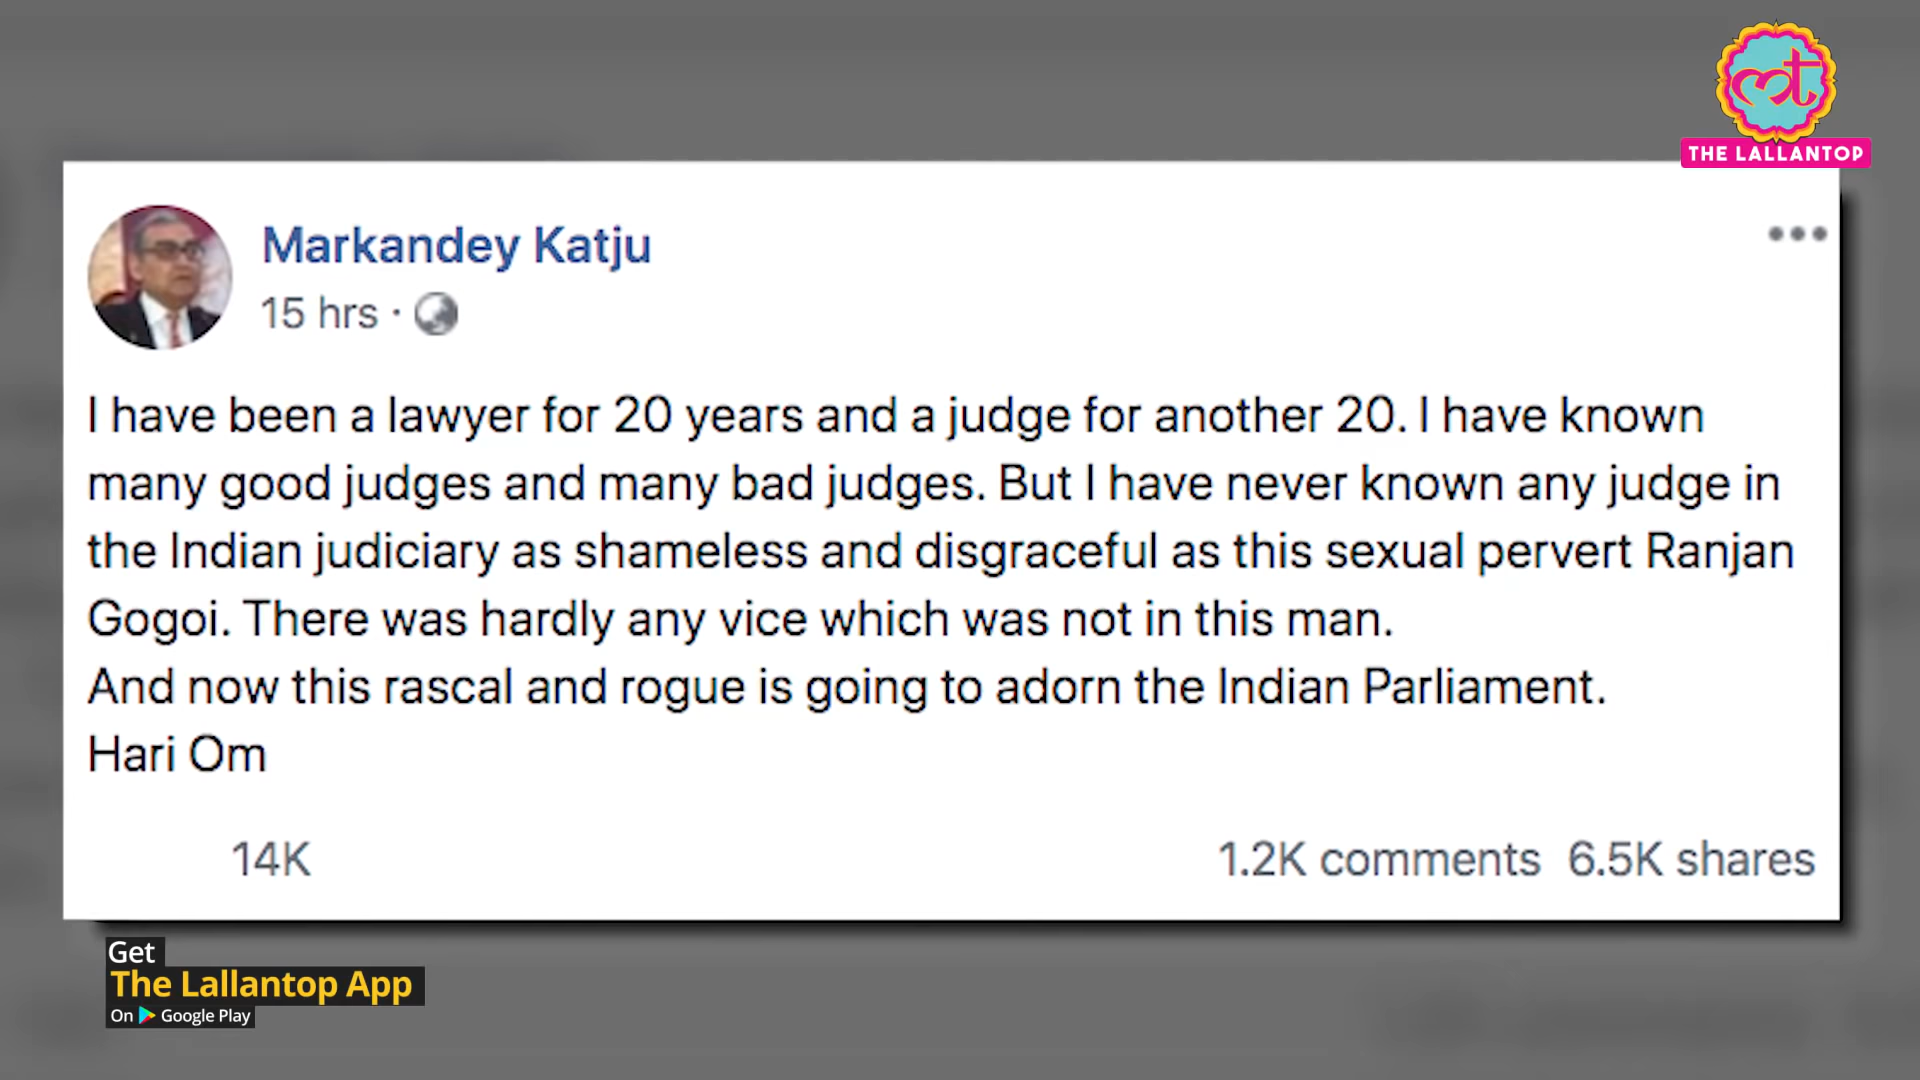 THE LALLANTOP
Markandey Katju
15 hrs ·
I have been a lawyer for 20 years and a judge for another 20. I have known
many good judges and many bad judges. But I have never known any judge in
the Indian judiciary as shameless and disgraceful as this sexual pervert Ranjan
Gogoi. There was hardly any vice which was not in this man.
And now this rascal and rogue is going to adorn the Indian Parliament.
Hari Om
14K
1.2K comments 6.5K shares
Get
The Lallantop App
On Google Play